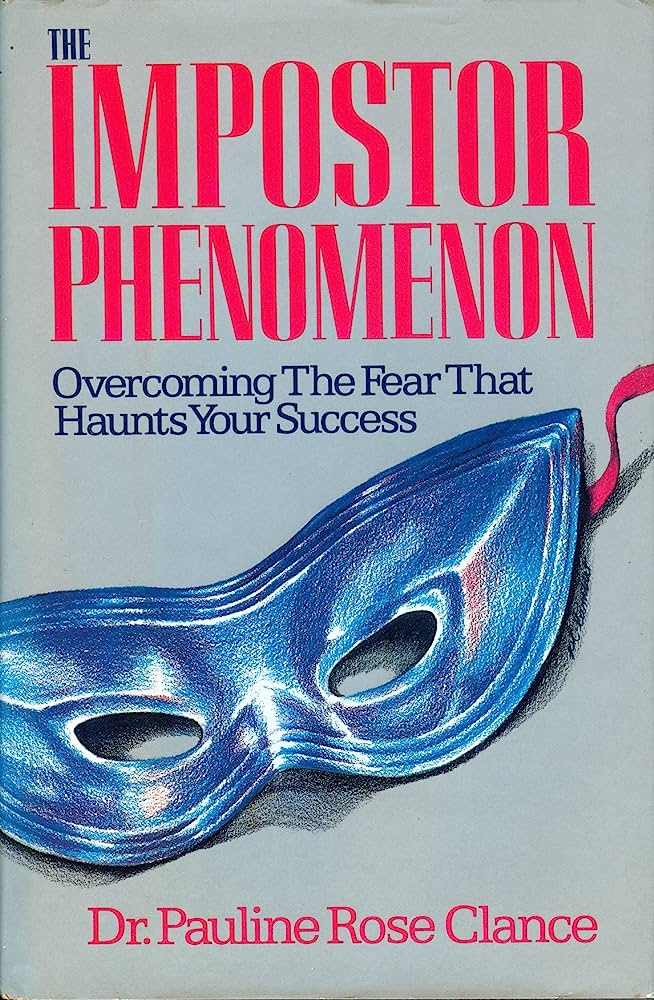 THE
IMPOSTOR
PHENOMENON
Overcoming The Fear That
Haunts Your Success
Dr. Pauline Rose Clance